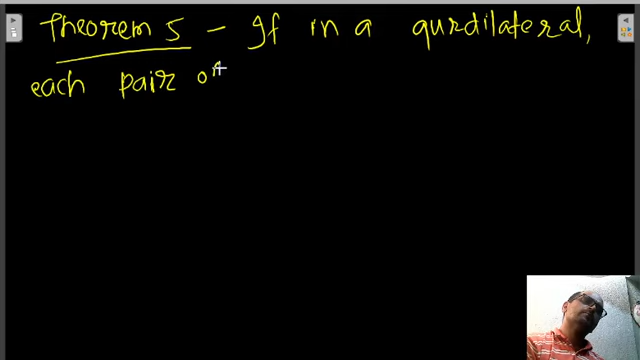 Theorem 5 - If in a qurdilateral,
each pair of